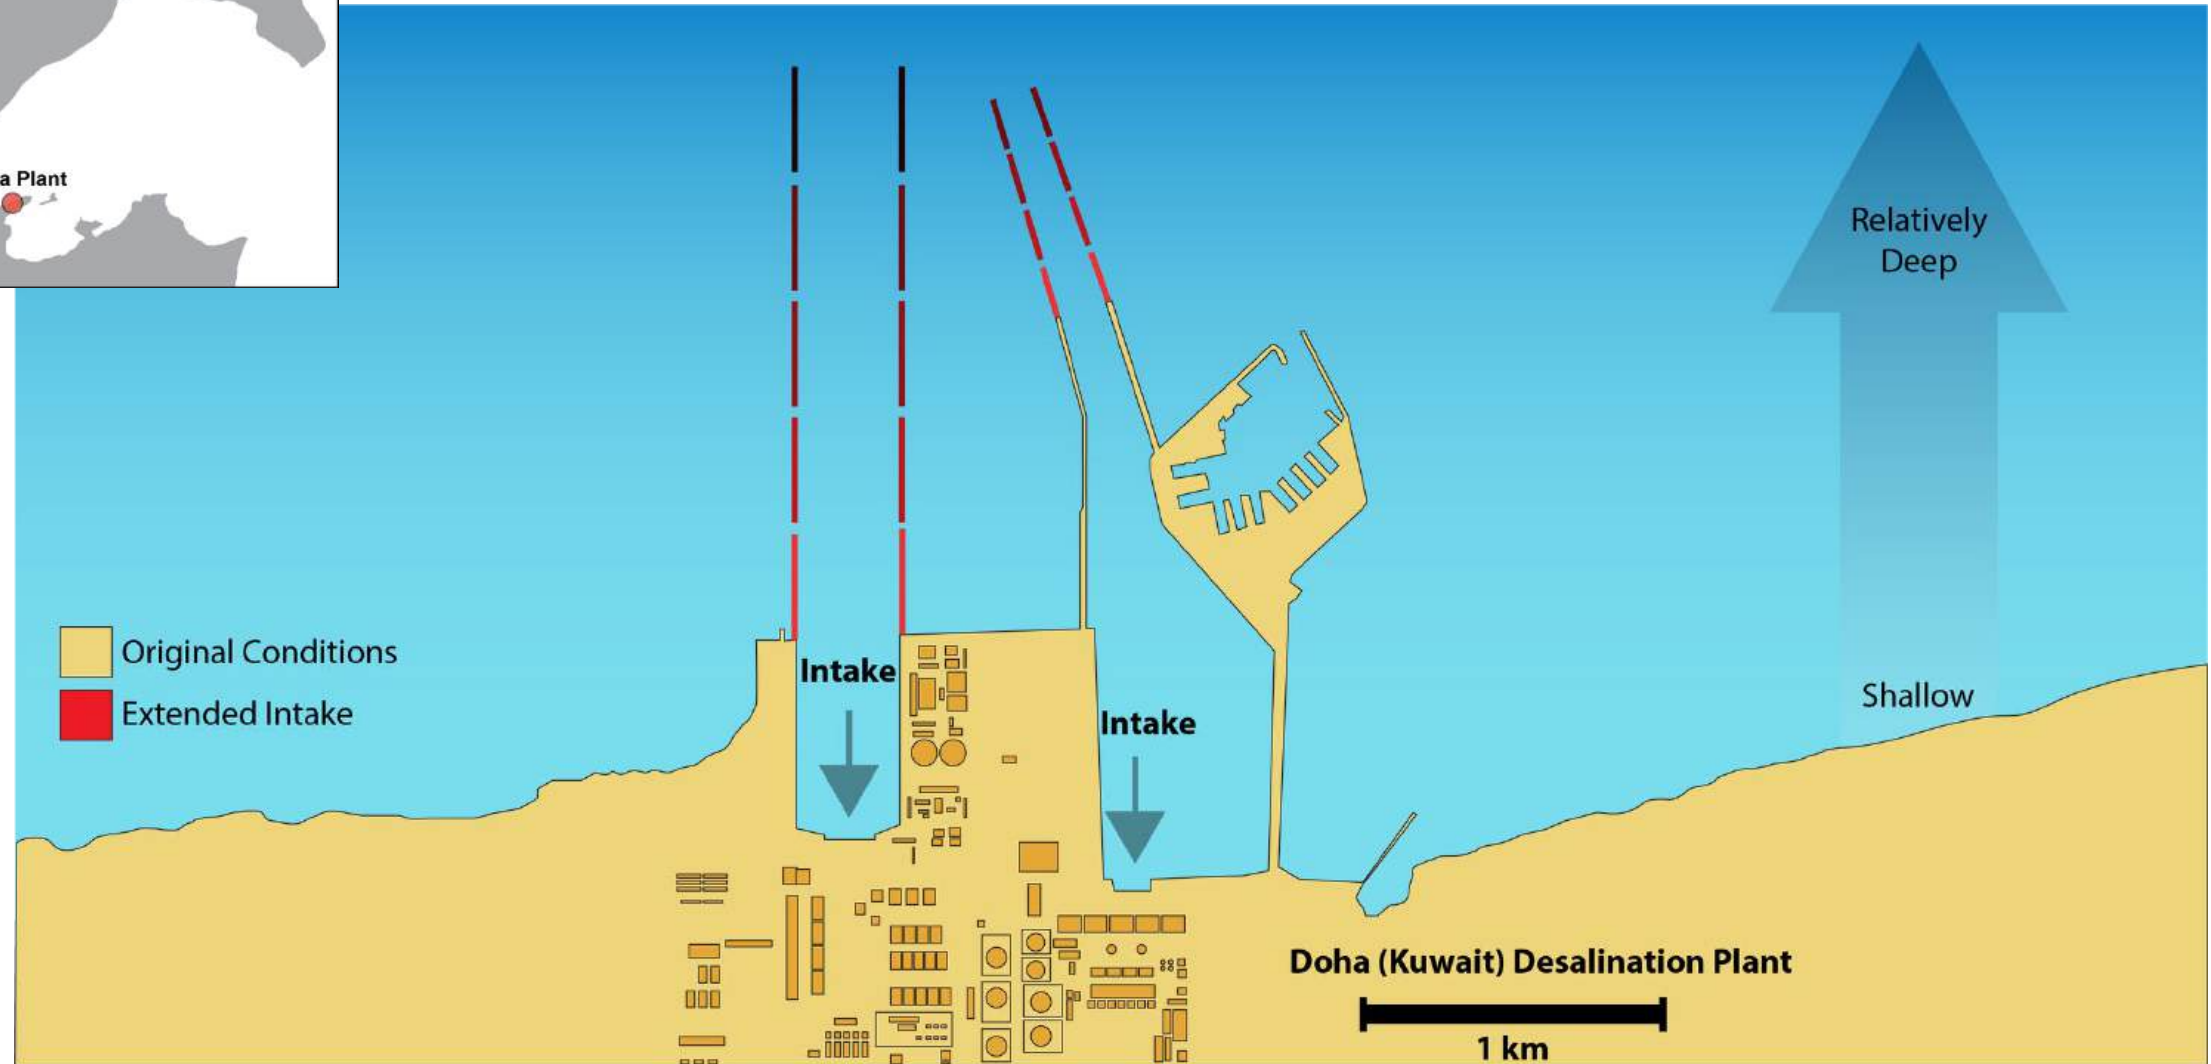 a Plant
Relatively
Deep
Shallow
Original Conditions
Extended Intake
Intake
Intake
Doha (Kuwait) Desalination Plant
1 km